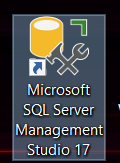 Microsoft
SQL Server
Management
Studio 17